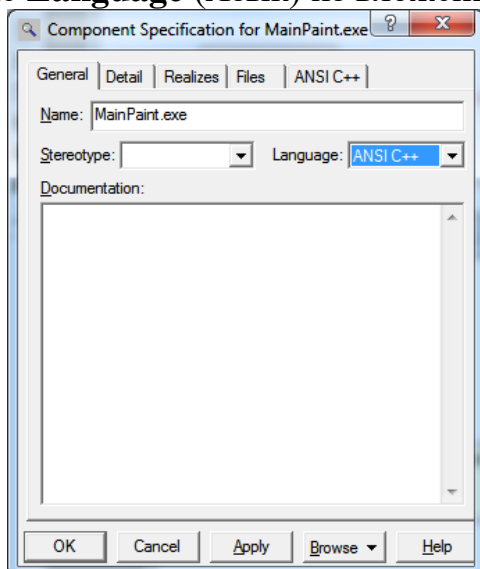 Language
Component Specification for MainPaint.exe
General Detail Realizes Files ANSI C++
Name: MainPaint.exe
Stereotype: Language: ANSI C++
Documentation:
OK Cancel Apply Browse Help